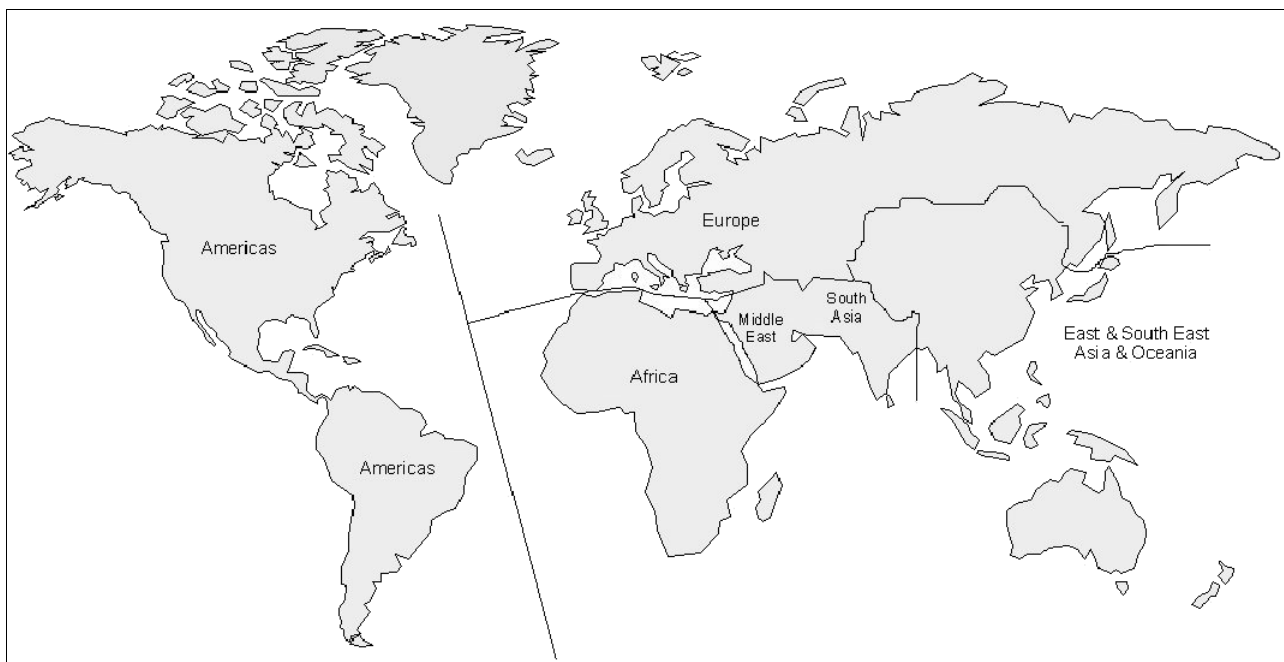 Europe
Americas
South
Asia
Middle
East
East & South East
Asia & Oceania
Africa
Americas